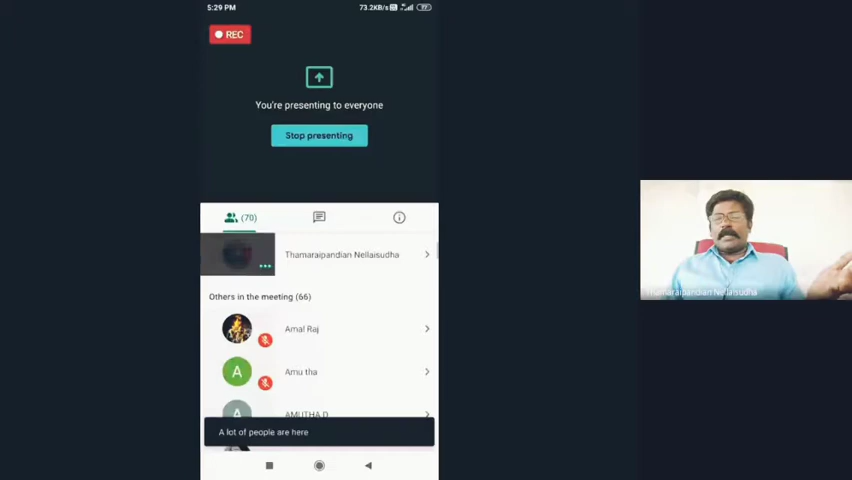 5:29 PM
73.2KB/s
77
REC
You're presenting to everyone
Stop presenting
(70)
Thamaraipandian Nellaisudha
Others in the meeting (66)
Amal Raj
A
Amu tha
A
AMUTHA D
A lot of people are here
Thamaraipandian Nellaisudha